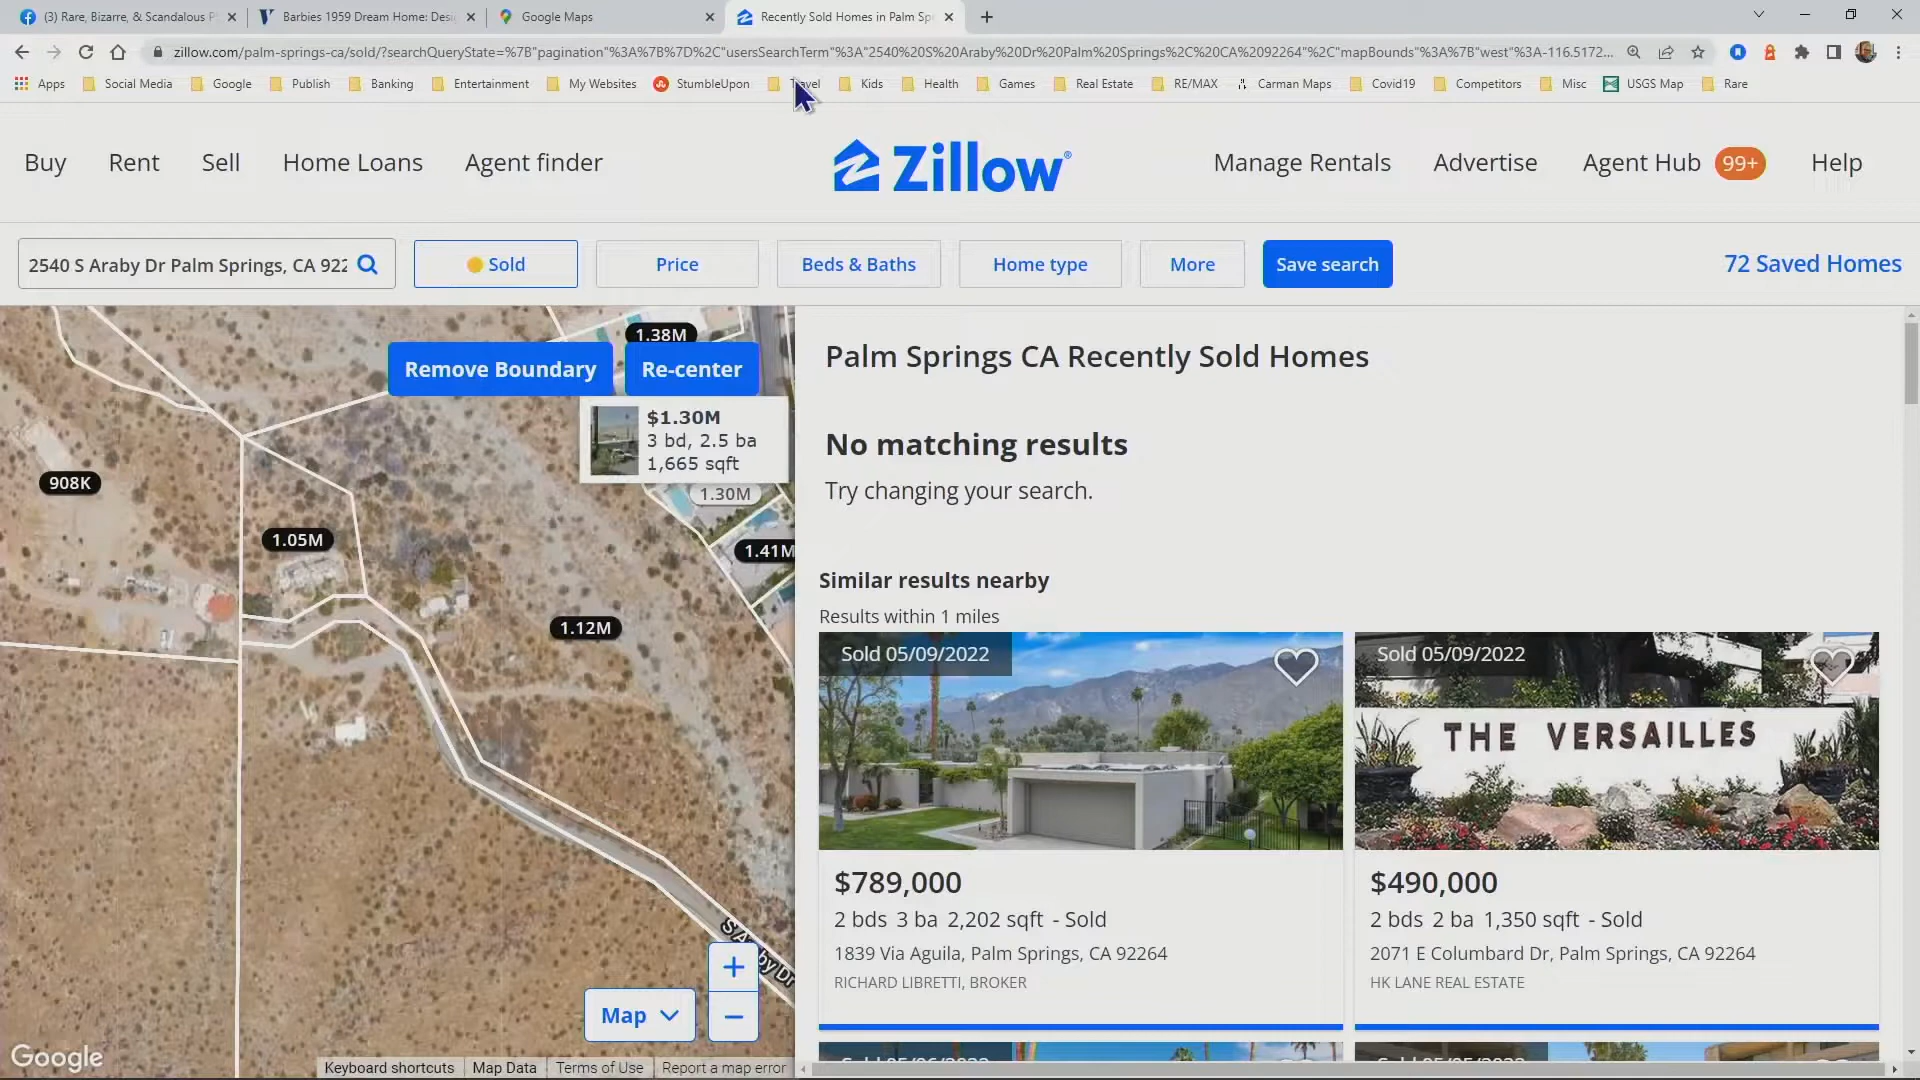 (3) Rare, Bizarre, & Scandalous P
Barbies 1959 Dream Home: Desi
Google Maps
Recently Sold Homes in Palm Sp
zillow.com/palm-springs-ca/sold/?searchQueryState=%7B"pagination"%3A%7B%7D%2C"usersSearchTerm"%3A"2540%20S%20Araby%20Dr%20Palm%20Springs%2C%20CA%2092264"%2C"mapBounds"%3A%7B"west"%3A-116.5172...
Apps
Social Media
Google
Publish
Banking
Entertainment
My Websites
StumbleUpon
Kids
Health
Games
Real Estate
RE/MAX
Carman Maps
Covid19
Competitors
Misc
USGS Map
Rare
Buy
Rent
Sell
Home Loans
Agent finder
Zillow®
Manage Rentals
Advertise
Agent Hub
99+
Help
2540 S Araby Dr Palm Springs, CA 922
Sold
Price
Beds & Baths
Home type
More
Save search
72 Saved Homes
1.38M
Remove Boundary
Re-center
$1.30M
3 bd, 2.5 ba
1,665 sqft
1.30M
908K
1.05M
1.41M
1.12M
Map
Google
Keyboard shortcuts
Map Data
Terms of Use
Report a map error
Palm Springs CA Recently Sold Homes
No matching results
Try changing your search.
Similar results nearby
Results within 1 miles
Sold 05/09/2022
$789,000
2 bds 3 ba 2,202 sqft - Sold
1839 Via Aguila, Palm Springs, CA 92264
RICHARD LIBRETTI, BROKER
Sold 05/09/2022
THE VERSAILLES
$490,000
2 bds 2 ba 1,350 sqft - Sold
2071 E Columbard Dr, Palm Springs, CA 92264
HK LANE REAL ESTATE